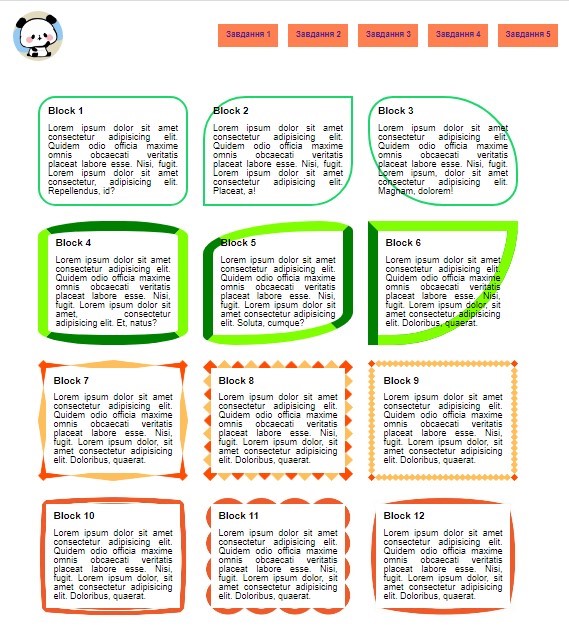 Завдання 1
Завдання 2
Завдання 3
Завдання 4
Завдання 5
Block 1
Lorem ipsum dolor sit amet
consectetur adipisicing elit.
Quidem odio officia maxime
omnis obcaecati veritatis
placeat labore esse. Nisi, fugit.
Lorem ipsum dolor sit amet
consectetur, adipisicing elit.
Repellendus, id?
Block 2
Lorem ipsum dolor sit amet
consectetur adipisicing elit.
Quidem odio officia maxime
omnis obcaecati veritatis
placeat labore esse. Nisi, fugit.
Lorem ipsum dolor sit amet
consectetur adipisicing elit.
Placeat, a!
Block 3
Lorem ipsum dolor sit amet
consectetur adipisicing elit.
Quidem odio officia maxime
omnis obcaecati veritatis
placeat labore esse. Nisi, fugit.
Lorem ipsum, dolor sit amet
consectetur adipisicing elit.
Magnam, dolorem!
Block 4
Lorem ipsum dolor sit amet
consectetur adipisicing elit.
Quidem odio officia maxime
omnis obcaecati veritatis
placeat labore esse. Nisi,
fugit. Lorem ipsum dolor sit
amet, consectetur
adipisicing elit. Et, natus?
Block 5
Lorem ipsum dolor sit amet
consectetur adipisicing elit.
Quidem odio officia maxime
omnis obcaecati veritatis
placeat labore esse. Nisi,
fugit. Lorem ipsum dolor sit
amet consectetur adipisicing
elit. Soluta, cumque?
Block 6
Lorem ipsum dolor sit amet
consectetur adipisicing elit.
Quidem odio officia maxime
omnis obcaecati veritatis
placeat labore esse. Nisi,
fugit. Lorem ipsum dolor sit
amet consectetur adipisicing
elit. Doloribus, quaerat.
Block 7
Lorem ipsum dolor sit amet
consectetur adipisicing elit.
Quidem odio officia maxime
omnis obcaecati veritatis
placeat labore esse. Nisi,
fugit. Lorem ipsum dolor, sit
amet consectetur adipisicing
elit. Doloribus, quaerat.
Block 8
Lorem ipsum dolor sit amet
consectetur adipisicing elit.
Quidem odio officia maxime
omnis obcaecati veritatis
placeat labore esse. Nisi,
fugit. Lorem ipsum dolor, sit
amet consectetur adipisicing
elit. Doloribus, quaerat.
Block 9
Lorem ipsum dolor sit amet
consectetur adipisicing elit.
Quidem odio officia maxime
omnis obcaecati veritatis
placeat labore esse. Nisi,
fugit. Lorem ipsum dolor, sit
amet consectetur adipisicing
elit. Doloribus, quaerat.
Block 10
Lorem ipsum dolor sit amet
consectetur adipisicing elit.
Quidem odio officia maxime
omnis obcaecati veritatis
placeat labore esse. Nisi,
fugit. Lorem ipsum dolor, sit
amet consectetur adipisicing
elit. Doloribus, quaerat.
Block 11
Lorem ipsum dolor sit amet
consectetur adipisicing elit.
Quidem odio officia maxime
omnis obcaecati veritatis
placeat labore esse. Nisi,
fugit. Lorem ipsum dolor, sit
amet consectetur adipisicing
elit. Doloribus, quaerat.
Block 12
Lorem ipsum dolor sit amet
consectetur adipisicing elit.
Quidem odio officia maxime
omnis obcaecati veritatis
placeat labore esse. Nisi,
fugit. Lorem ipsum dolor, sit
amet consectetur adipisicing
elit. Doloribus, quaerat.